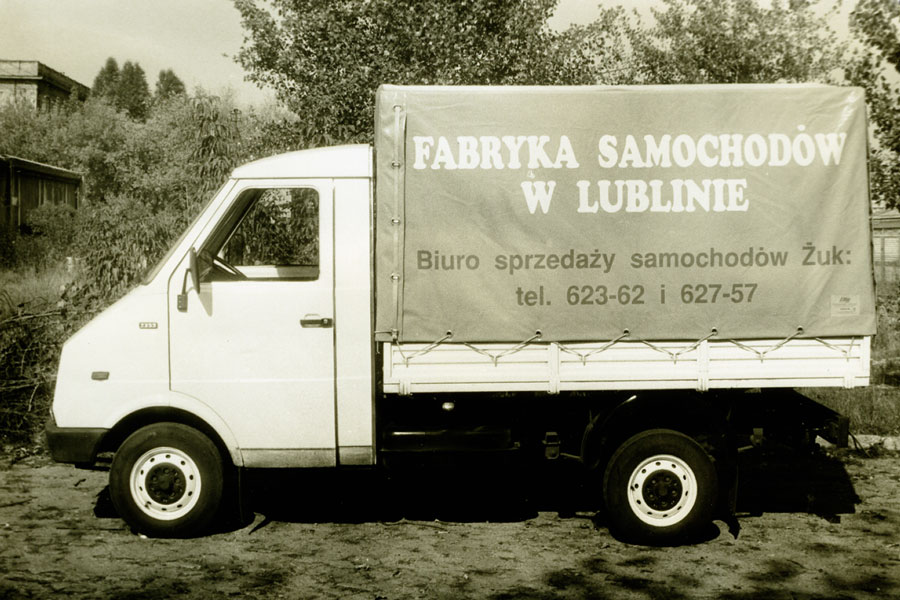 FABRYKA SAMOCHODÓW
W LUBLINIE
Biuro sprzedaży samochodów Żuk:
tel. 623-62 i 627-57